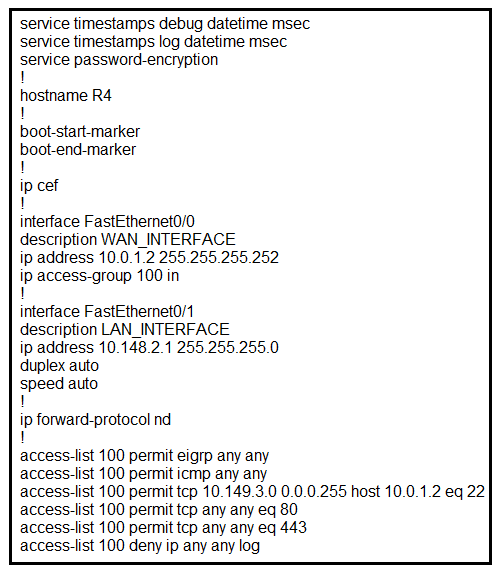 service timestamps debug datetime msec
service timestamps log datetime msec
service password-encryption
!
hostname R4
!
boot-start-marker
boot-end-marker
!
ip cef
!
interface FastEthernet0/0
description WAN_INTERFACE
ip address 10.0.1.2 255.255.255.252
ip access-group 100 in
!
interface FastEthernet0/1
description LAN_INTERFACE
ip address 10.148.2.1 255.255.255.0
duplex auto
speed auto
!
ip forward-protocol nd
!
access-list 100 permit eigrp any any
access-list 100 permit icmp any any
access-list 100 permit tcp 10.149.3.0 0.0.0.255 host 10.0.1.2 eq 22
access-list 100 permit tcp any any eq 80
access-list 100 permit tcp any any eq 443
access-list 100 deny ip any any log